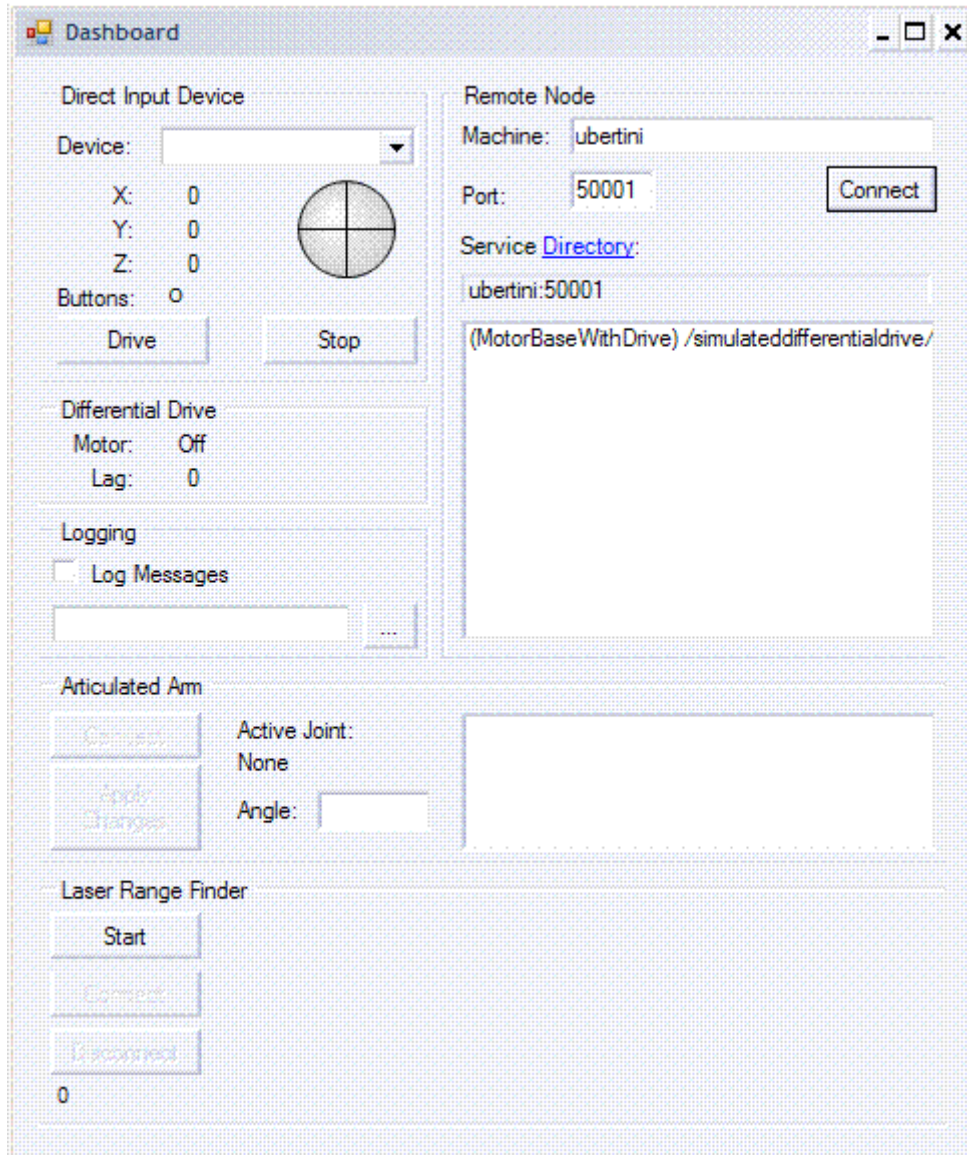 Dashboard
Direct Input Device
Device:
X: 0
Y: 0
Z: 0
Buttons: O
Drive Stop
Differential Drive
Motor: Off
Lag: 0
Logging
Log Messages
...
Remote Node
Machine: ubertini
Port: 50001 Connect
Service Directory:
ubertini:50001
(MotorBaseWithDrive) /simulateddifferentialdrive/
Articulated Arm
Connect
Apply
Changes
Active Joint:
None
Angle:
Laser Range Finder
Start
Connect
Disconnect
0